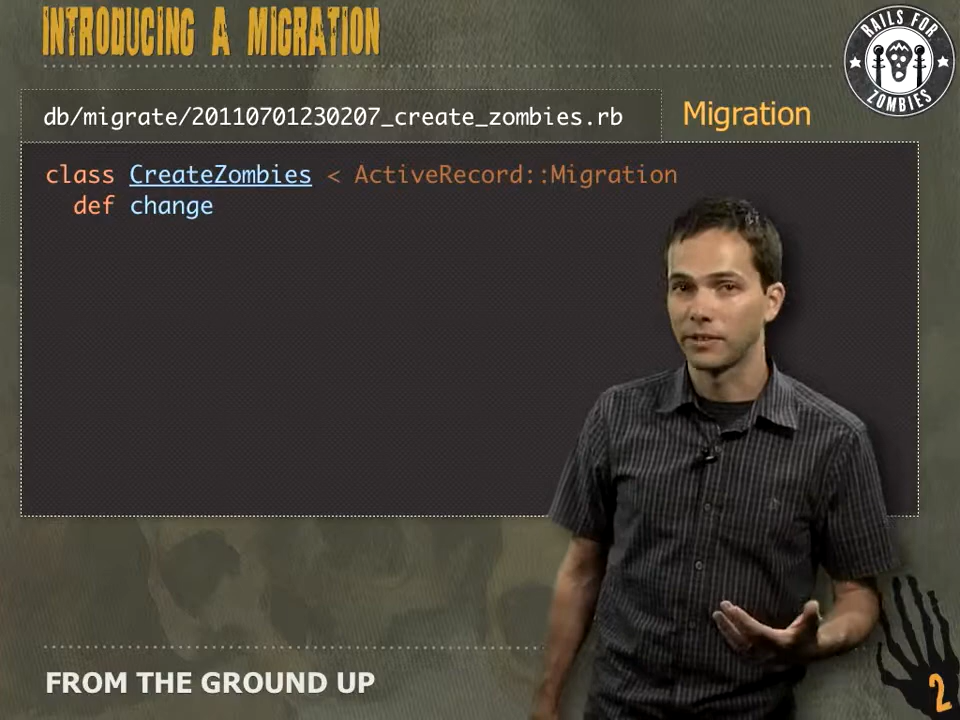 INTRODUCING A MIGRATION
RAILS FOR
ZOMBIES
db/migrate/20110701230207_create_zombies.rb
Migration
class CreateZombies < ActiveRecord::Migration
def change
FROM THE GROUND UP
2